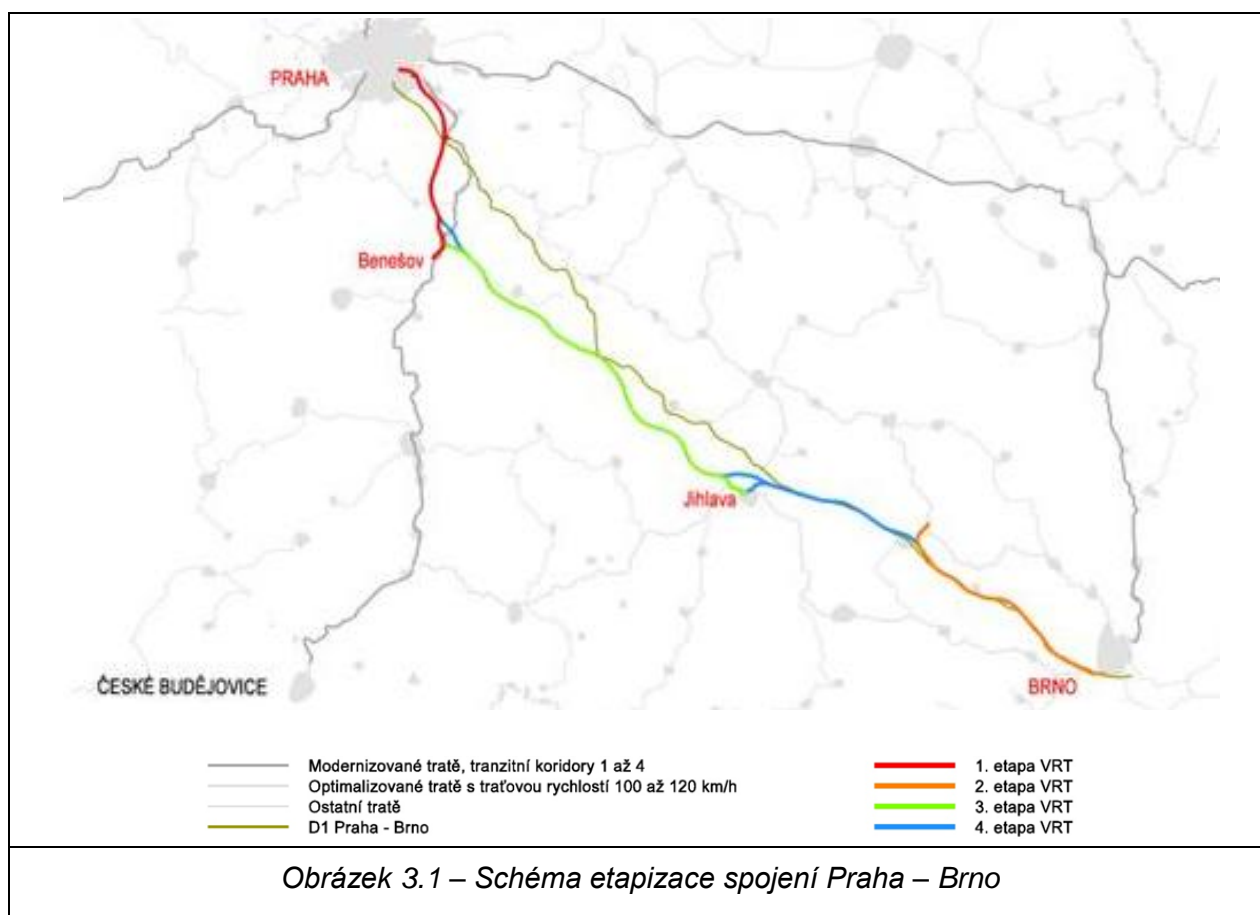 PRAHA
Benešov
Jihlava
ČESKÉ BUDĚJOVICE
BRNO
Modernizované tratě, tranzitní koridory 1 až 4
Optimalizované tratě s traťovou rychlostí 100 až 120 km/h
Ostatní tratě
D1 Praha - Brno
1. etapa VRT
2. etapa VRT
3. etapa VRT
4. etapa VRT
Obrázek 3.1 – Schéma etapizace spojení Praha – Brno